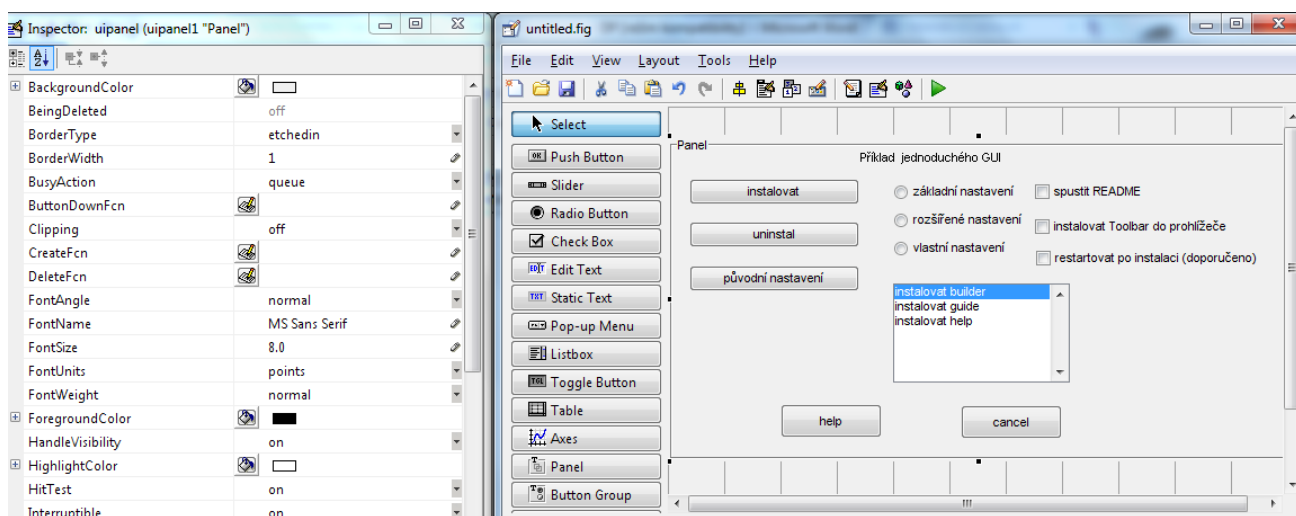 Inspector: uipanel (uipanel1 "Panel")
BackgroundColor
BeingDeleted off
BorderType etchedin
BorderWidth 1
BusyAction queue
ButtonDownFcn
Clipping off
CreateFcn
DeleteFcn
FontAngle normal
FontName MS Sans Serif
FontSize 8.0
FontUnits points
FontWeight normal
ForegroundColor
HandleVisibility on
HighlightColor
HitTest on
Interruptible on
untitled.fig
File Edit View Layout Tools Help
Select
Push Button
Slider
Radio Button
Check Box
Edit Text
Static Text
Pop-up Menu
Listbox
Toggle Button
Table
Axes
Panel
Button Group
Panel
Příklad jednoduchého GUI
instalovat
uninstal
původní nastavení
základní nastavení
rozšířené nastavení
vlastní nastavení
spustit README
instalovat Toolbar do prohlížeče
restartovat po instalaci (doporučeno)
instalovat builder
instalovat guide
instalovat help
help
cancel